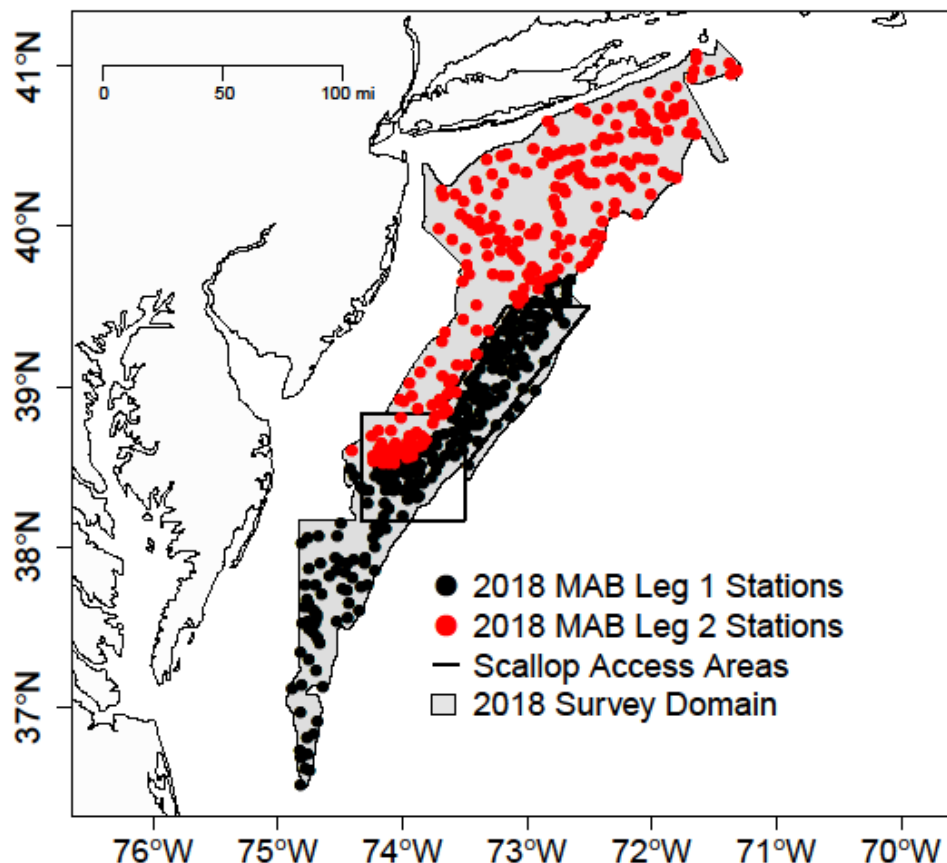 41°N
0 50 100 mi
40°N
39°N
38°N
37°N
2018 MAB Leg 1 Stations
2018 MAB Leg 2 Stations
Scallop Access Areas
2018 Survey Domain
76°W 75°W 74°W 73°W 72°W 71°W 70°W